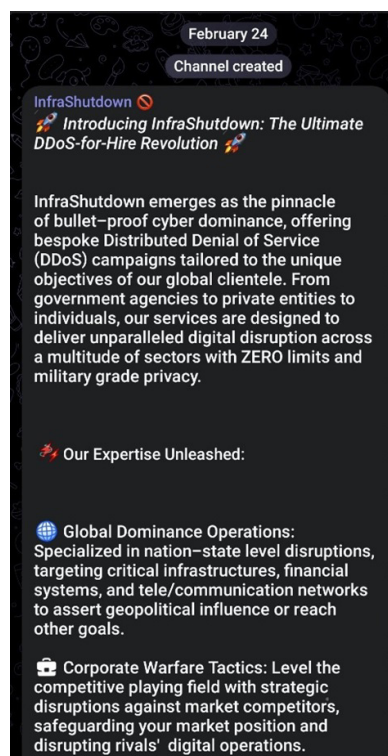 February 24
Channel created
InfraShutdown 🚫
🚀 Introducing InfraShutdown: The Ultimate
DDoS-for-Hire Revolution 🚀
InfraShutdown emerges as the pinnacle
of bullet-proof cyber dominance, offering
bespoke Distributed Denial of Service
(DDoS) campaigns tailored to the unique
objectives of our global clientele. From
government agencies to private entities to
individuals, our services are designed to
deliver unparalleled digital disruption across
a multitude of sectors with ZERO limits and
military grade privacy.
Our Expertise Unleashed:
🌐 Global Dominance Operations:
Specialized in nation-state level disruptions,
targeting critical infrastructures, financial
systems, and tele/communication networks
to assert geopolitical influence or reach
other goals.
💼 Corporate Warfare Tactics: Level the
competitive playing field with strategic
disruptions against market competitors,
safeguarding your market position and
disrupting rivals' digital operations.